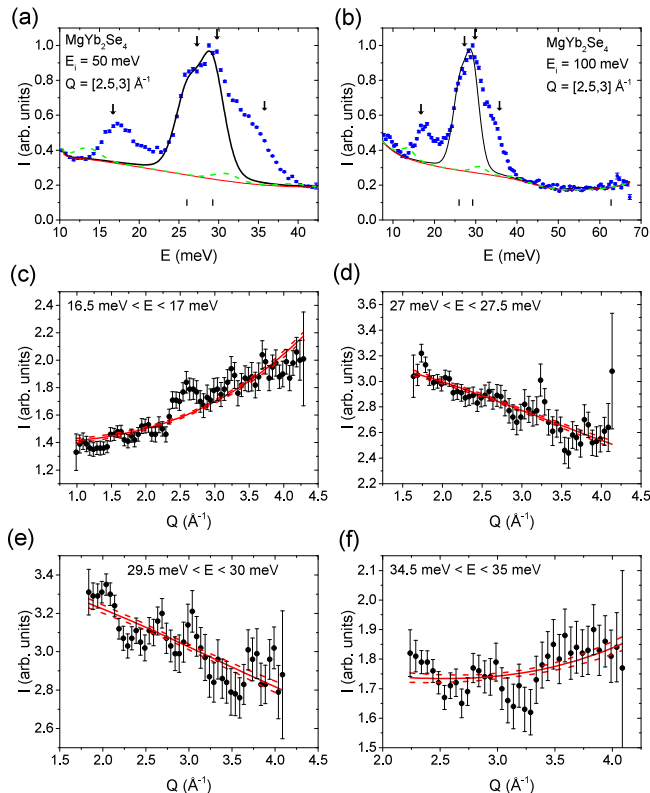 (a)
MgYb₂Se₄
Eᵢ = 50 meV
Q = [2.5,3] Å⁻¹
I (arb. units)
1.0
0.8
0.6
0.4
0.2
0.0
10 15 20 25 30 35 40
E (meV)
(b)
MgYb₂Se₄
Eᵢ = 100 meV
Q = [2.5,3] Å⁻¹
I (arb. units)
1.0
0.8
0.6
0.4
0.2
0.0
10 20 30 40 50 60 70
E (meV)
(c)
16.5 meV < E < 17 meV
I (arb. units)
2.4
2.2
2.0
1.8
1.6
1.4
1.2
1.0 1.5 2.0 2.5 3.0 3.5 4.0 4.5
Q (Å⁻¹)
(d)
27 meV < E < 27.5 meV
I (arb. units)
3.6
3.4
3.2
3.0
2.8
2.6
2.4
2.2
1.5 2.0 2.5 3.0 3.5 4.0 4.5
Q (Å⁻¹)
(e)
29.5 meV < E < 30 meV
I (arb. units)
3.4
3.2
3.0
2.8
2.6
1.5 2.0 2.5 3.0 3.5 4.0 4.5
Q (Å⁻¹)
(f)
34.5 meV < E < 35 meV
I (arb. units)
2.1
2.0
1.9
1.8
1.7
1.6
1.5
2.0 2.5 3.0 3.5 4.0 4.5
Q (Å⁻¹)